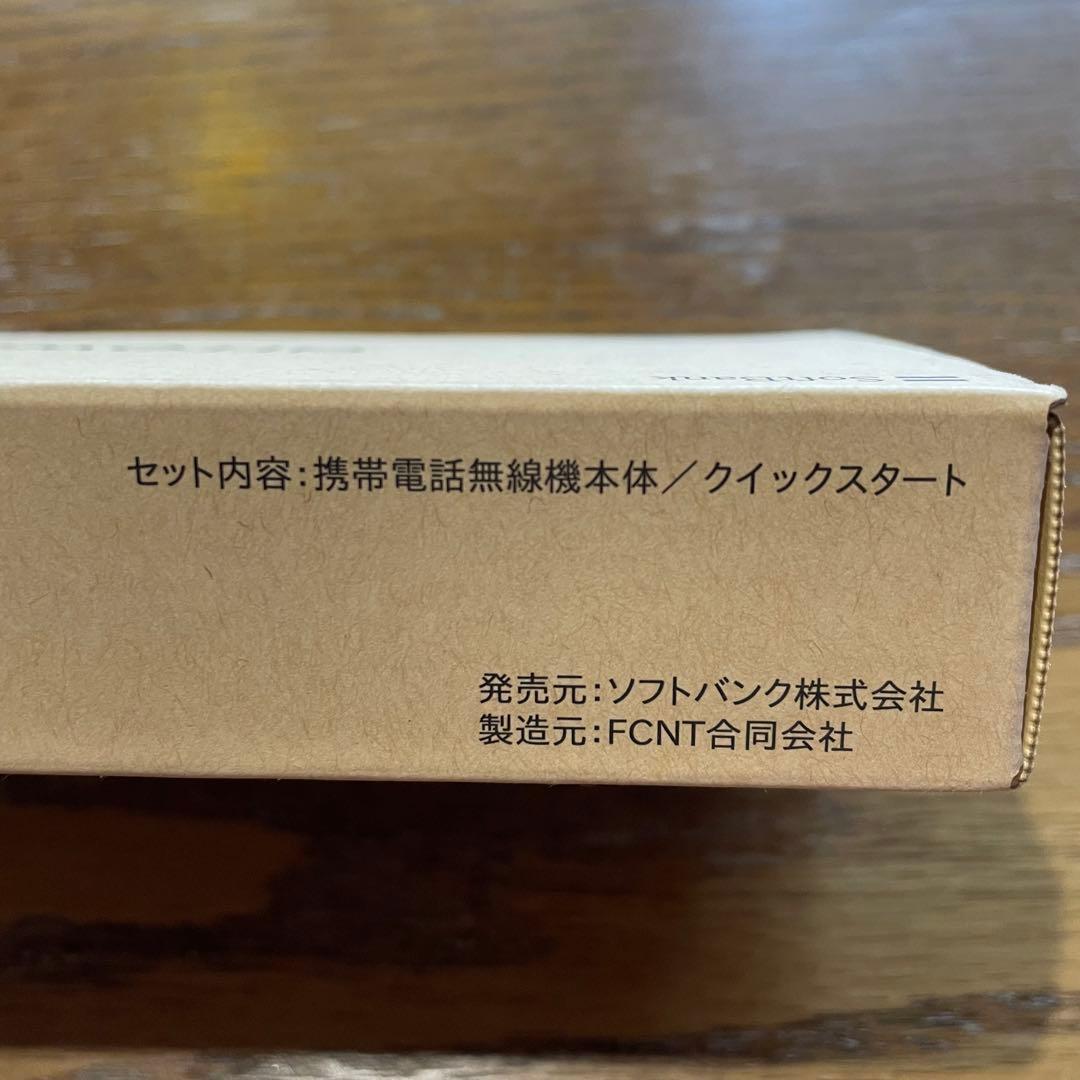 SoftBank
セット内容:携帯電話無線機本体/クイックスタート
発売元:ソフトバンク株式会社
製造元:FCNT合同会社